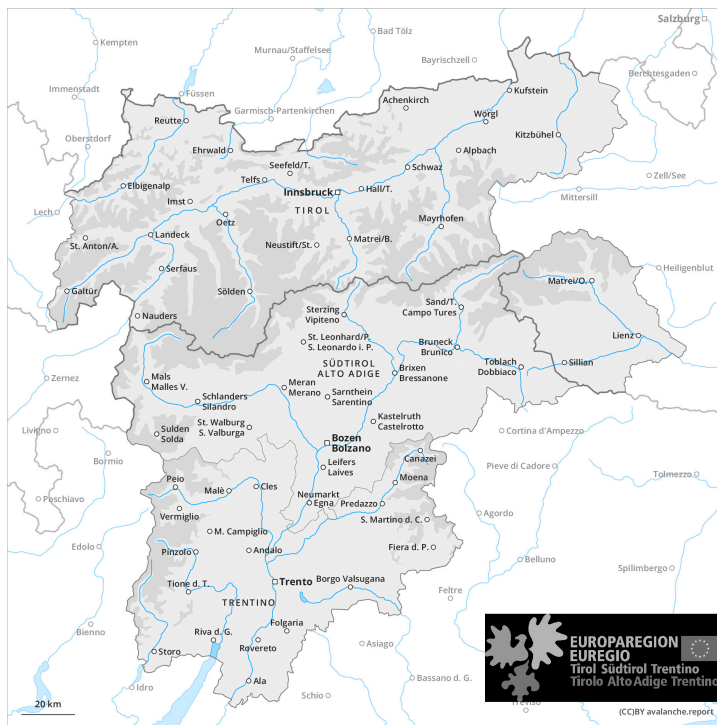 Salzburg
Kempten
Bad Tölz
Murnau/Staffelsee
Bayrischzell
Berchtesgaden
Immenstadt
Füssen
Garmisch-Partenkirchen
Achenkirch
Kufstein
Reutte
Wörgl
Oberstdorf
Kitzbühel
Ehrwald
Alpbach
Seefeld/T.
Schwaz
Telfs
Zell/See
Elbigenalp
Innsbruck
Hall/T.
Mittersill
Imst
TIROL
Lech
Oetz
Mayrhofen
Landeck
Matrei/B.
St. Anton/A.
Neustift/St.
Serfaus
Heiligenblut
Matrei/O.
Galtür
Sölden
Nauders
Sterzing
Vipiteno
Sand/T.
Campo Tures
Lienz
St. Leonhard/P.
S. Leonardo i. P.
Bruneck
Brunico
SÜDTIROL
ALTO ADIGE
Toblach
Dobbiaco
Sillian
Brixen
Bressanone
Zernez
Mals
Malles V.
Meran
Merano
Sarnthein
Sarentino
Schlanders
Silandro
St. Walburg
S. Valburga
Kastelruth
Castelrotto
Livigno
Sulden
Solda
Cortina d'Ampezzo
Bozen
Bolzano
Bormio
Canazei
Leifers
Laives
Pieve di Cadore
Tolmezzo
Peio
Malè
Cles
Moena
Poschiavo
Neumarkt
Egna
Predazzo
Vermiglio
Agordo
S. Martino d. C.
M. Campiglio
Edolo
Pinzolo
Andalo
Fiera d. P.
Belluno
Spilimbergo
Tione d. T.
Trento
Borgo Valsugana
Feltre
TRENTINO
Folgaria
Bienno
Riva d. G.
Rovereto
Asiago
Storo
Ala
Idro
Schio
Bassano d. G.
Treviso
EUROPAREGION
EUREGIO
Tirol Südtirol Trentino
Tirolo Alto Adige Trentino
20 km
(CC)BY avalanche.report